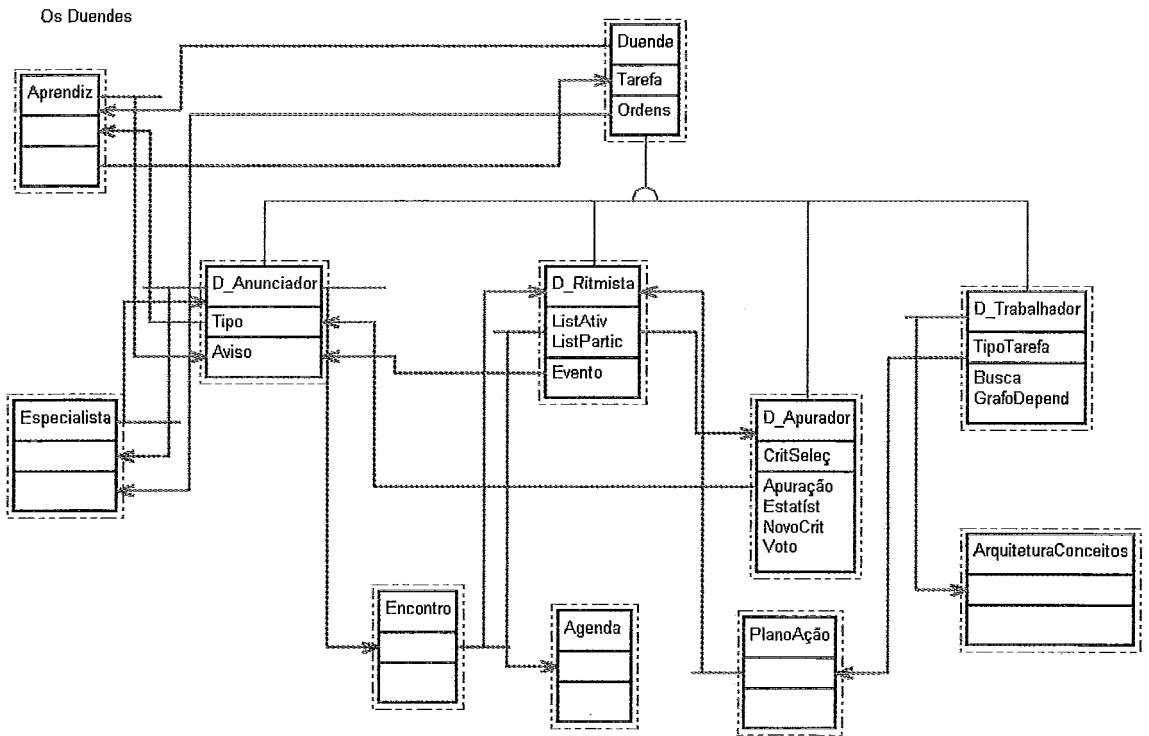 Os Duendes
Duende
Tarefa
Ordens
Aprendiz
D_Anunciador
Tipo
Aviso
D_Ritmista
ListAtiv
ListPartic
Evento
D_Trabalhador
TipoTarefa
Busca
GrafoDepend
Especialista
D_Apurador
CritSeleç
Apuração
Estatíst
NovoCrit
Voto
ArquiteturaConceitos
Encontro
Agenda
PlanoAção